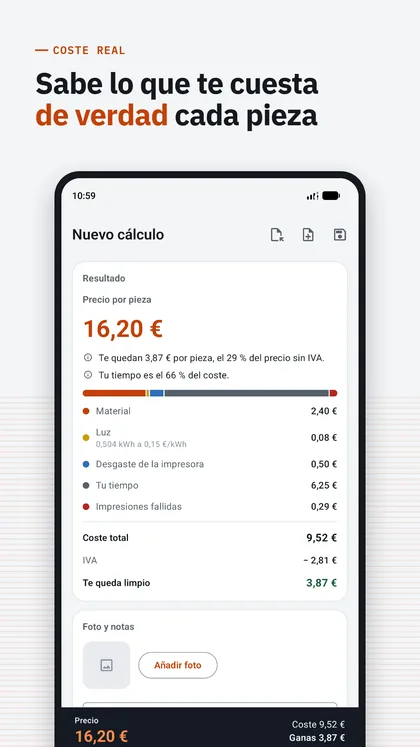 COSTE REAL
Sabe lo que te cuesta
de verdad cada pieza
10:59
Nuevo cálculo
Resultado
Precio por pieza
16,20 €
Te quedan 3,87 € por pieza, el 29 % del precio sin IVA.
Tu tiempo es el 66 % del coste.
Material 2,40 €
Luz 0,08 €
0,504 kWh a 0,15 €/kWh
Desgaste de la impresora 0,50 €
Tu tiempo 6,25 €
Impresiones fallidas 0,29 €
Coste total 9,52 €
IVA − 2,81 €
Te queda limpio 3,87 €
Foto y notas
Añadir foto
Precio
16,20 €
Coste 9,52 €
Ganas 3,87 €